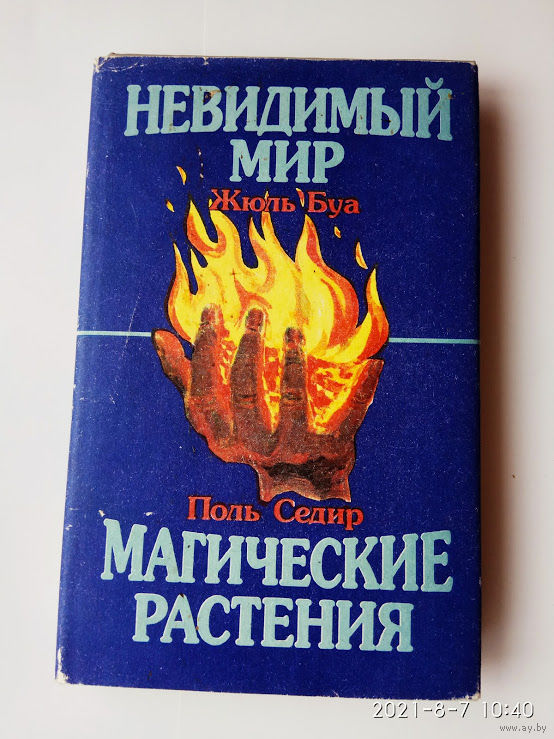 НЕВИДИМЫЙ
МИР
Жюль Буа
Поль Седир
МАГИЧЕСКИЕ
РАСТЕНИЯ
2021-8-7 10:40
www.ay.by